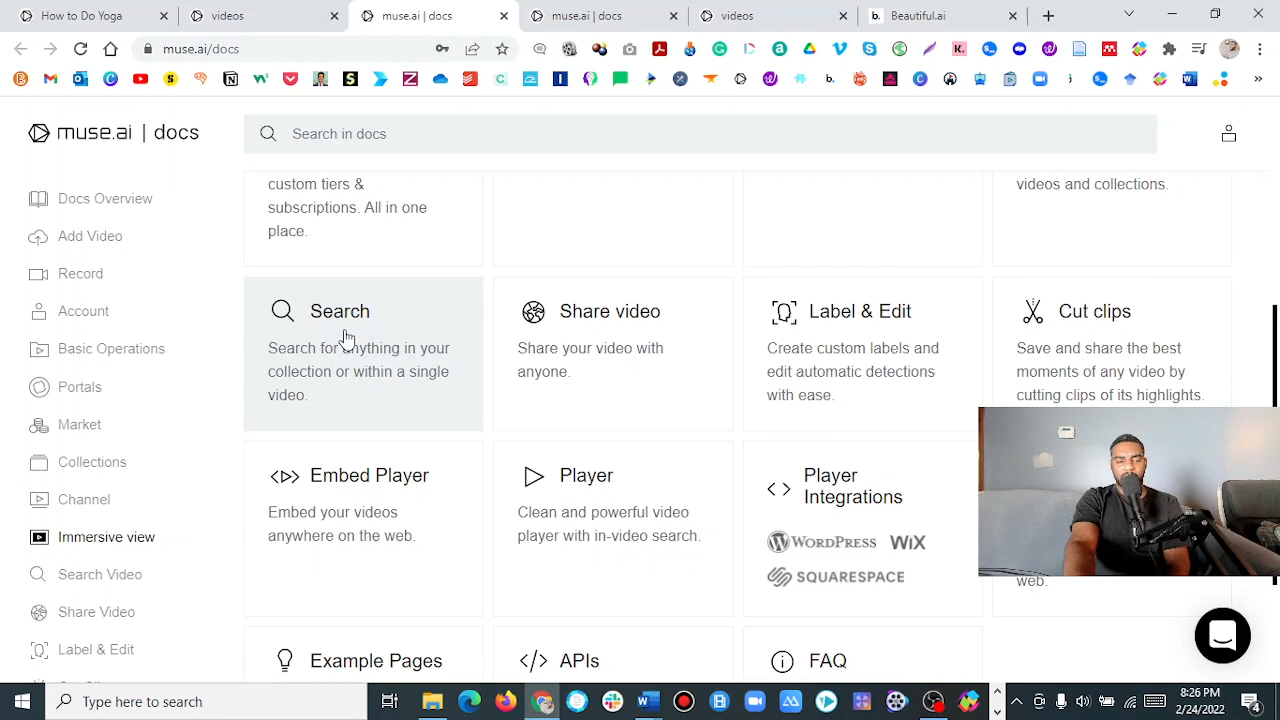 How to Do Yoga
videos
muse.ai | docs
muse.ai | docs
videos
Beautiful.ai
muse.ai/docs
muse.ai | docs
Search in docs
Docs Overview
Add Video
Record
Account
Basic Operations
Portals
Market
Collections
Channel
Immersive view
Search Video
Share Video
Label & Edit
custom tiers &
subscriptions. All in one
place.
videos and collections.
Search
Search for anything in your
collection or within a single
video.
Share video
Share your video with
anyone.
Label & Edit
Create custom labels and
edit automatic detections
with ease.
Cut clips
Save and share the best
moments of any video by
cutting clips of its highlights.
Embed Player
Embed your videos
anywhere on the web.
Player
Clean and powerful video
player with in-video search.
Player
Integrations
WORDPRESS WiX
SQUARESPACE
web.
Example Pages
APIs
FAQ
Type here to search
8:26 PM
2/24/2022
4